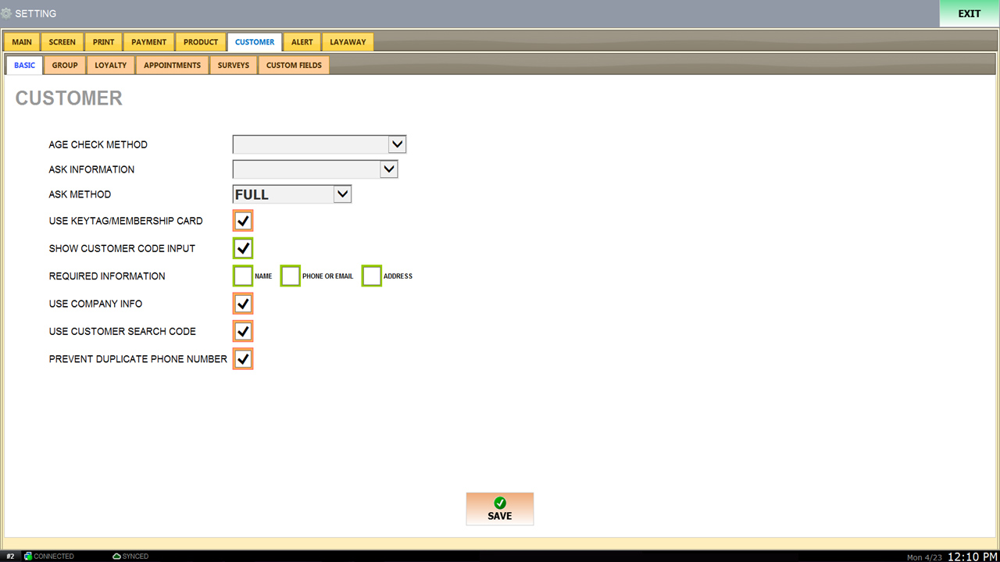 SETTING
EXIT
MAIN SCREEN PRINT PAYMENT PRODUCT CUSTOMER ALERT LAYAWAY
BASIC GROUP LOYALTY APPOINTMENTS SURVEYS CUSTOM FIELDS
CUSTOMER
AGE CHECK METHOD
ASK INFORMATION
ASK METHOD FULL
USE KEYTAG/MEMBERSHIP CARD
SHOW CUSTOMER CODE INPUT
REQUIRED INFORMATION NAME PHONE OR EMAIL ADDRESS
USE COMPANY INFO
USE CUSTOMER SEARCH CODE
PREVENT DUPLICATE PHONE NUMBER
SAVE
#2 CONNECTED SYNCED Mon 4/23 12:10 PM